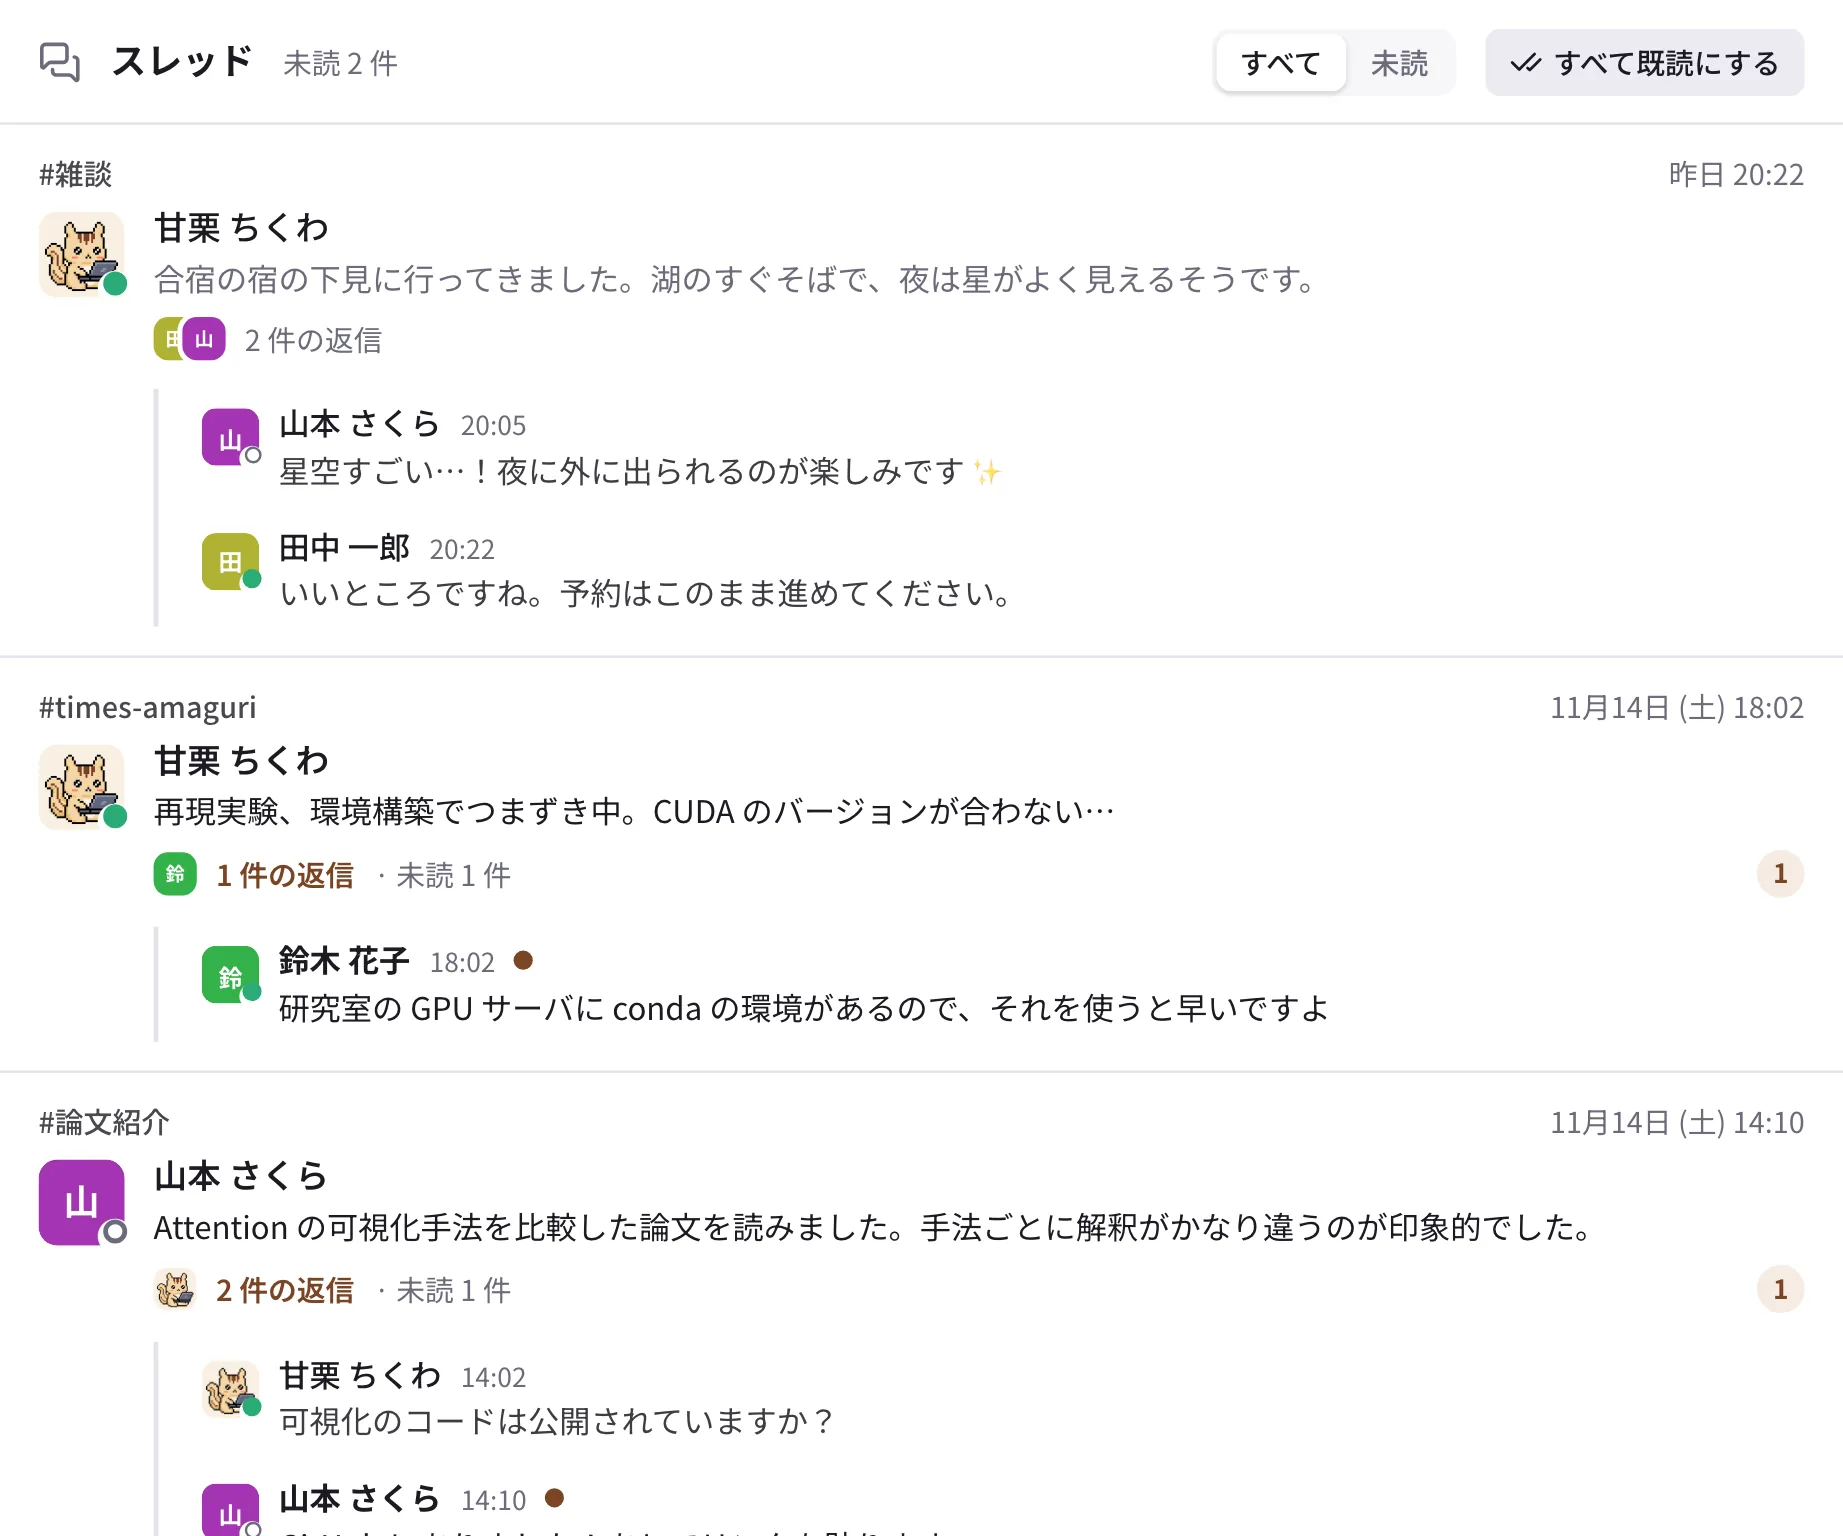 スレッド 未読 2 件 すべて 未読 すべて既読にする
#雑談 昨日 20:22
甘栗 ちくわ
合宿の宿の下見に行ってきました。湖のすぐそばで、夜は星がよく見えるそうです。
田 山 2 件の返信
山 山本 さくら 20:05
星空すごい…！夜に外に出られるのが楽しみです ✨
田 田中 一郎 20:22
いいところですね。予約はこのまま進めてください。
#times-amaguri 11月14日 (土) 18:02
甘栗 ちくわ
再現実験、環境構築でつまずき中。CUDA のバージョンが合わない…
鈴 1 件の返信 · 未読 1 件 1
鈴 鈴木 花子 18:02
研究室の GPU サーバに conda の環境があるので、それを使うと早いですよ
#論文紹介 11月14日 (土) 14:10
山 山本 さくら
Attention の可視化手法を比較した論文を読みました。手法ごとに解釈がかなり違うのが印象的でした。
2 件の返信 · 未読 1 件 1
甘栗 ちくわ 14:02
可視化のコードは公開されていますか？
山 山本 さくら 14:10